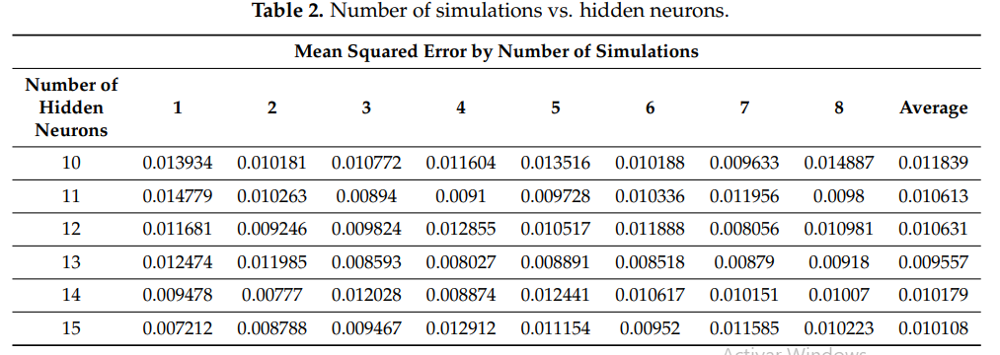 Table 2. Number of simulations vs. hidden neurons.
Mean Squared Error by Number of Simulations
Number of Hidden Neurons 1 2 3 4 5 6 7 8 Average
10 0.013934 0.010181 0.010772 0.011604 0.013516 0.010188 0.009633 0.014887 0.011839
11 0.014779 0.010263 0.00894 0.0091 0.009728 0.010336 0.011956 0.0098 0.010613
12 0.011681 0.009246 0.009824 0.012855 0.010517 0.011888 0.008056 0.010981 0.010631
13 0.012474 0.011985 0.008593 0.008027 0.008891 0.008518 0.00879 0.00918 0.009557
14 0.009478 0.00777 0.012028 0.008874 0.012441 0.010617 0.010151 0.01007 0.010179
15 0.007212 0.008788 0.009467 0.012912 0.011154 0.00952 0.011585 0.010223 0.010108
Activar Windows